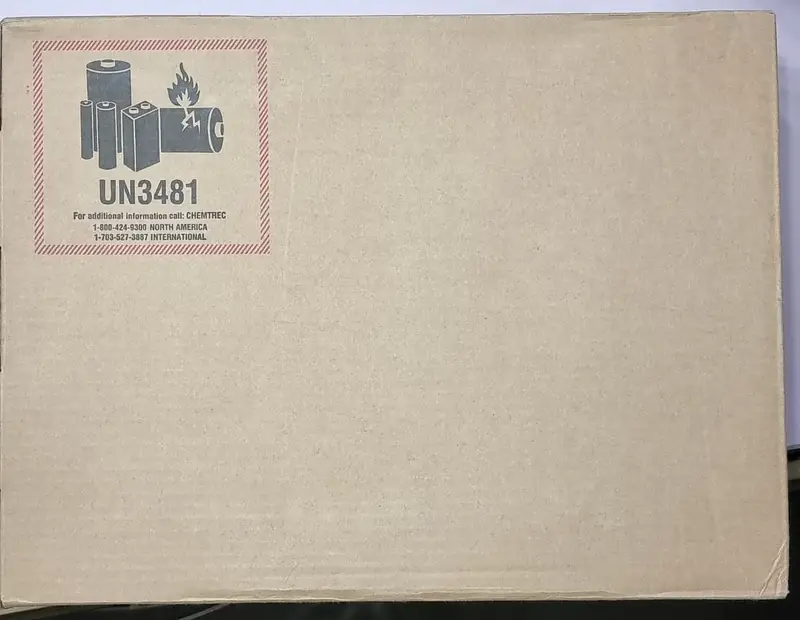 UN3481
For additional information call: CHEMTREC
1-800-424-9300 NORTH AMERICA
1-703-527-3887 INTERNATIONAL